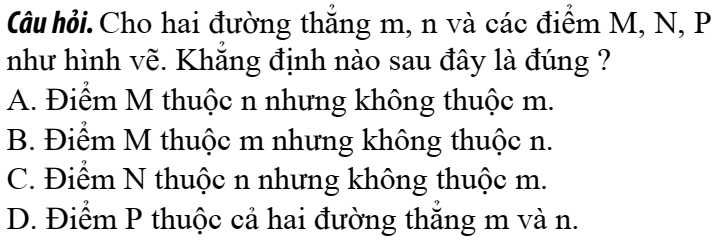 Câu hỏi. Cho hai đường thẳng m, n và các điểm M, N, P
như hình vẽ. Khẳng định nào sau đây là đúng ?
A. Điểm M thuộc n nhưng không thuộc m.
B. Điểm M thuộc m nhưng không thuộc n.
C. Điểm N thuộc n nhưng không thuộc m.
D. Điểm P thuộc cả hai đường thẳng m và n.